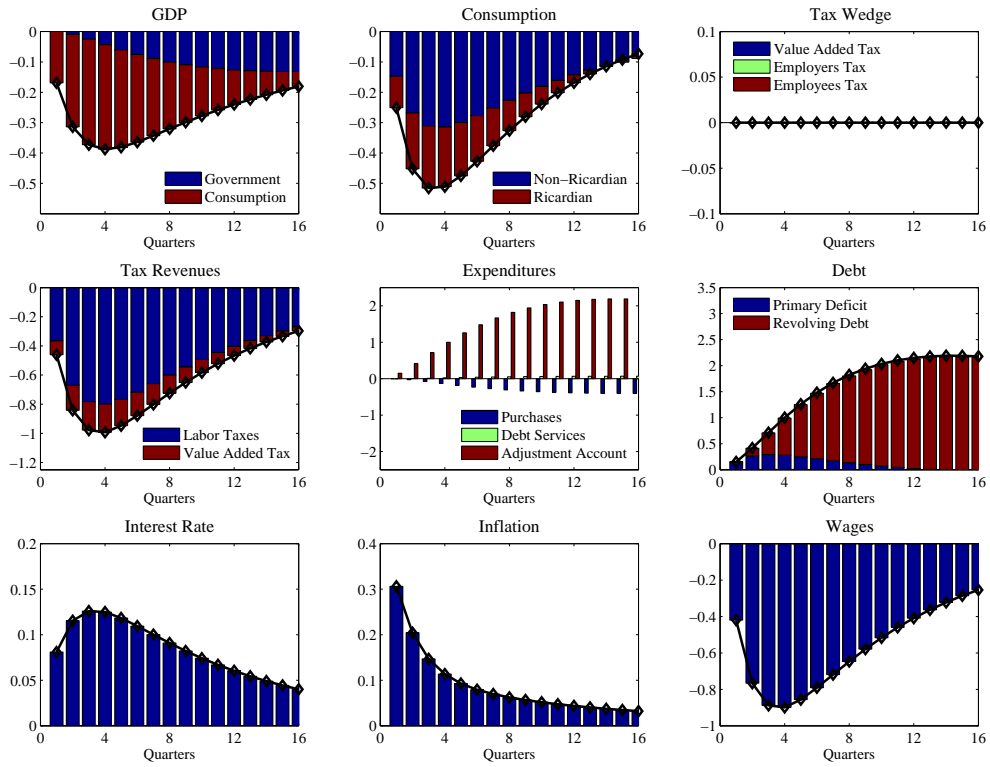 GDP
0
−0.1
−0.2
−0.3
−0.4
−0.5
Government
Consumption
0 4 8 12 16
Quarters
Consumption
0
−0.1
−0.2
−0.3
−0.4
−0.5
Non−Ricardian
Ricardian
0 4 8 12 16
Quarters
Tax Wedge
0.1
0.05
0
−0.05
−0.1
Value Added Tax
Employers Tax
Employees Tax
0 4 8 12 16
Quarters
Tax Revenues
0
−0.2
−0.4
−0.6
−0.8
−1
−1.2
Labor Taxes
Value Added Tax
0 4 8 12 16
Quarters
Expenditures
2
1
0
−1
−2
Purchases
Debt Services
Adjustment Account
0 4 8 12 16
Quarters
Debt
3.5
3
2.5
2
1.5
1
0.5
0
Primary Deficit
Revolving Debt
0 4 8 12 16
Quarters
Interest Rate
0.2
0.15
0.1
0.05
0
0 4 8 12 16
Quarters
Inflation
0.4
0.3
0.2
0.1
0
0 4 8 12 16
Quarters
Wages
0
−0.2
−0.4
−0.6
−0.8
−1
0 4 8 12 16
Quarters